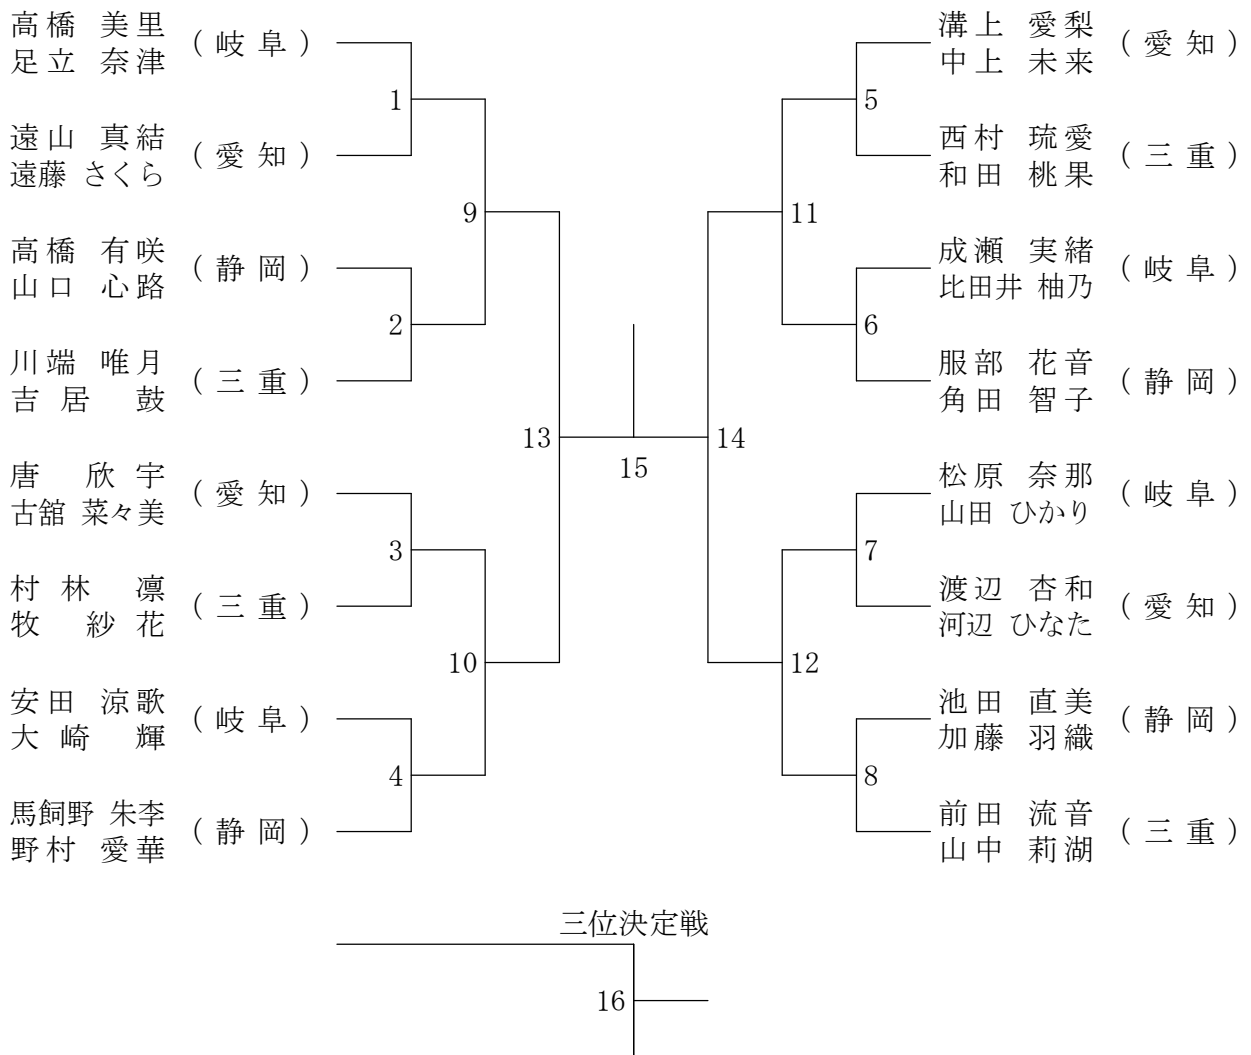 高橋 美里
足立 奈津
(岐阜)
1
遠山 真結
遠藤 さくら
(愛知)
9
高橋 有咲
山口 心路
(静岡)
2
川端 唯月
吉居 鼓
(三重)
13
唐 欣宇
古舘 菜々美
(愛知)
3
村林 凛
牧 紗花
(三重)
10
安田 涼歌
大崎 輝
(岐阜)
4
馬飼野 朱李
野村 愛華
(静岡)
15
溝上 愛梨
中上 未来
(愛知)
5
西村 琉愛
和田 桃果
(三重)
11
成瀬 実緒
比田井 柚乃
(岐阜)
6
服部 花音
角田 智子
(静岡)
14
松原 奈那
山田 ひかり
(岐阜)
7
渡辺 杏和
河辺 ひなた
(愛知)
12
池田 直美
加藤 羽織
(静岡)
8
前田 流音
山中 莉湖
(三重)
三位決定戦
16